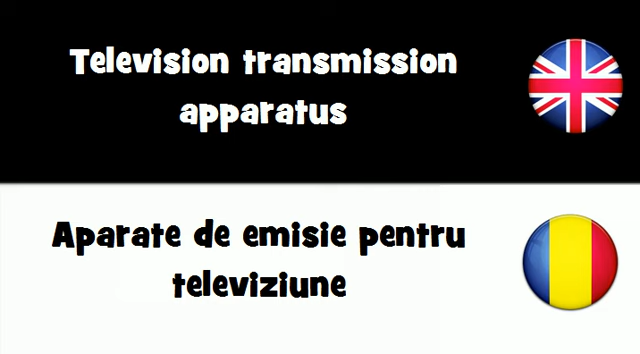 Television transmission
apparatus
Aparate de emisie pentru
televiziune